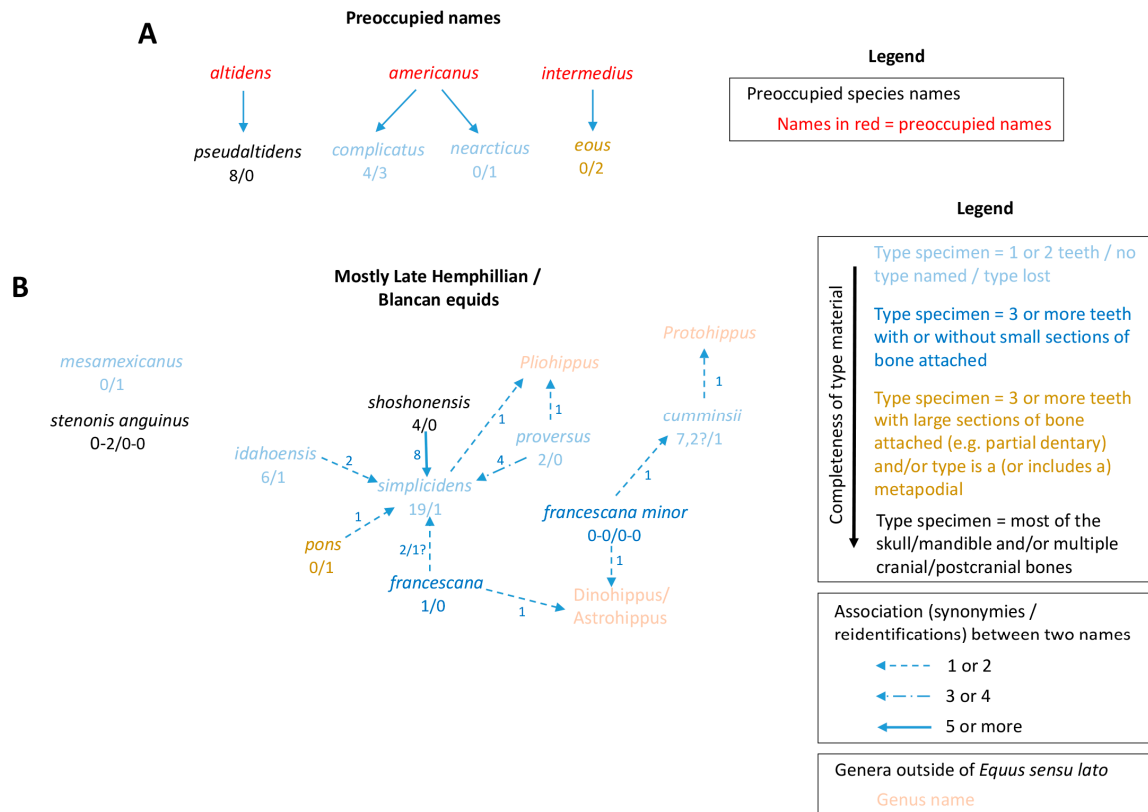 A
Preoccupied names
altidens
americanus
intermedius
pseudaltidens
8/0
complicatus
4/3
nearcticus
0/1
eous
0/2
Legend
Preoccupied species names
Names in red = preoccupied names
B
Mostly Late Hemphillian /
Blancan equids
mesamexicanus
0/1
stenonis anguinus
0-2/0-0
Pliohippus
Protohippus
1
1
1
shoshonensis
4/0
proversus
2/0
cumminsii
7,2?/1
idahoensis
6/1
2
8
4
simplicidens
19/1
1
1
pons
0/1
2/1?
francescana minor
0-0/0-0
1
francescana
1/0
1
Dinohippus/
Astrohippus
Legend
Completeness of type material
Type specimen = 1 or 2 teeth / no
type named / type lost
Type specimen = 3 or more teeth
with or without small sections of
bone attached
Type specimen = 3 or more teeth
with large sections of bone
attached (e.g. partial dentary)
and/or type is a (or includes a)
metapodial
Type specimen = most of the
skull/mandible and/or multiple
cranial/postcranial bones
Association (synonymies /
reidentifications) between two names
1 or 2
3 or 4
5 or more
Genera outside of Equus sensu lato
Genus name